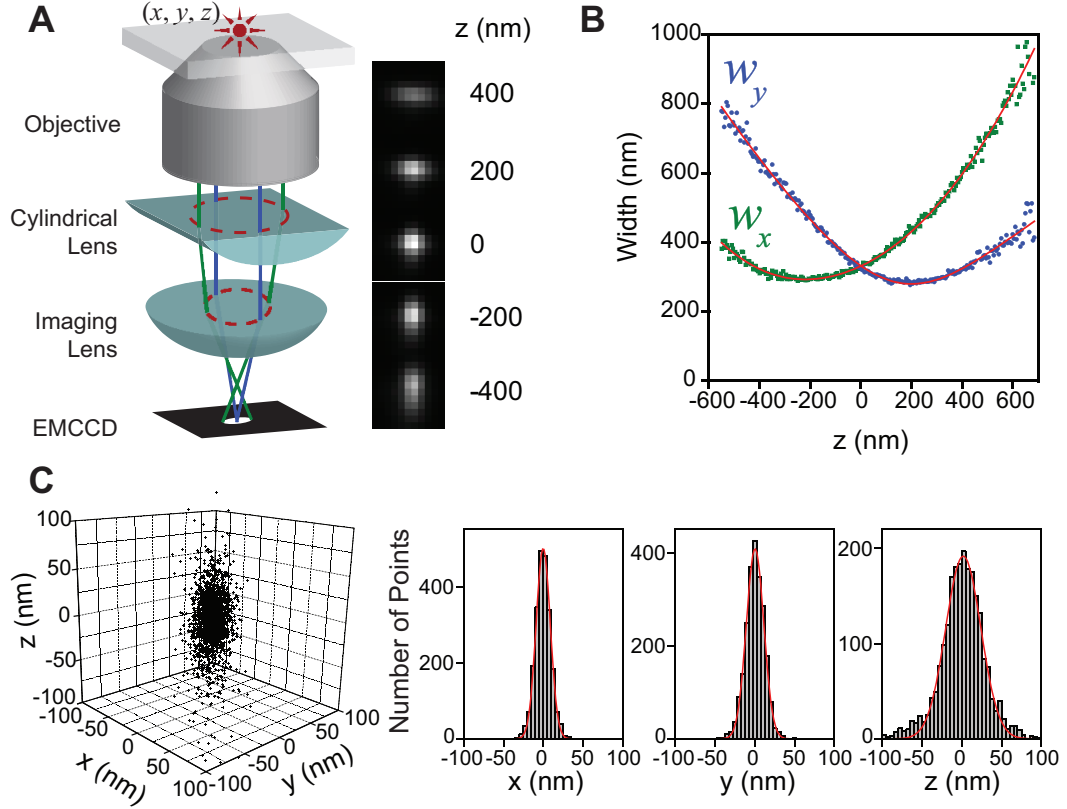 A
(x, y, z)
z (nm)
Objective
Cylindrical
Lens
Imaging
Lens
EMCCD
400
200
0
-200
-400
B
1000
800
600
400
200
0
Width (nm)
wy
wx
-600 -400 -200 0 200 400 600
z (nm)
C
100
50
0
-50
-100
z (nm)
-100
-50
0
50
100
x (nm)
-100
-50
0
50
100
y (nm)
Number of Points
400
200
0
-100 -50 0 50 100
x (nm)
400
200
0
-100 -50 0 50 100
y (nm)
200
100
0
-100 -50 0 50 100
z (nm)